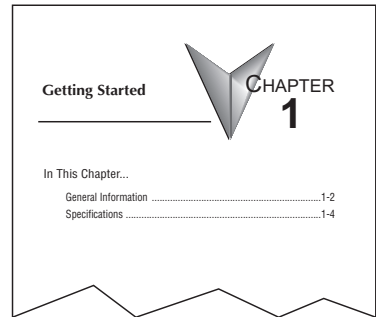 Getting Started
CHAPTER
1
In This Chapter...
General Information ..............................................................1-2
Specifications ........................................................................1-4